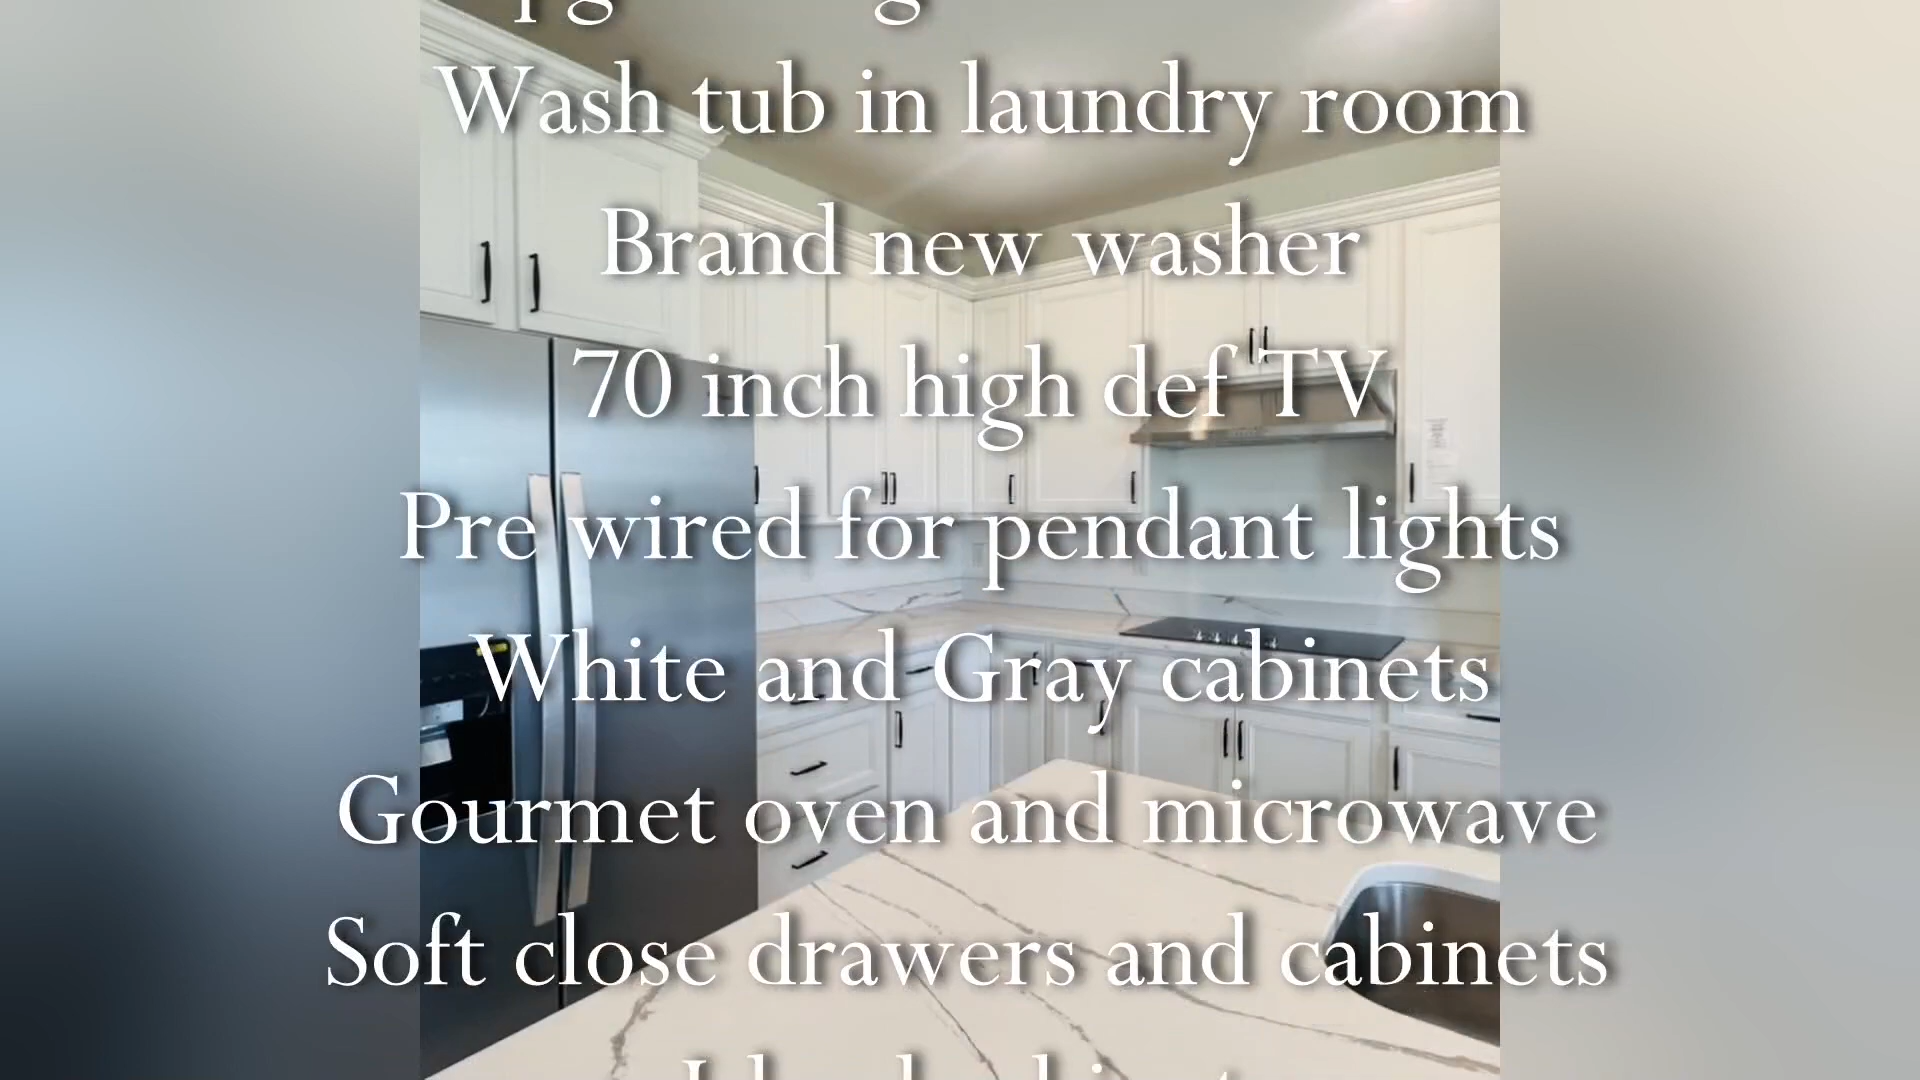 Wash tub in laundry room
Brand new washer
70 inch high def TV
Pre wired for pendant lights
White and Gray cabinets
Gourmet oven and microwave
Soft close drawers and cabinets